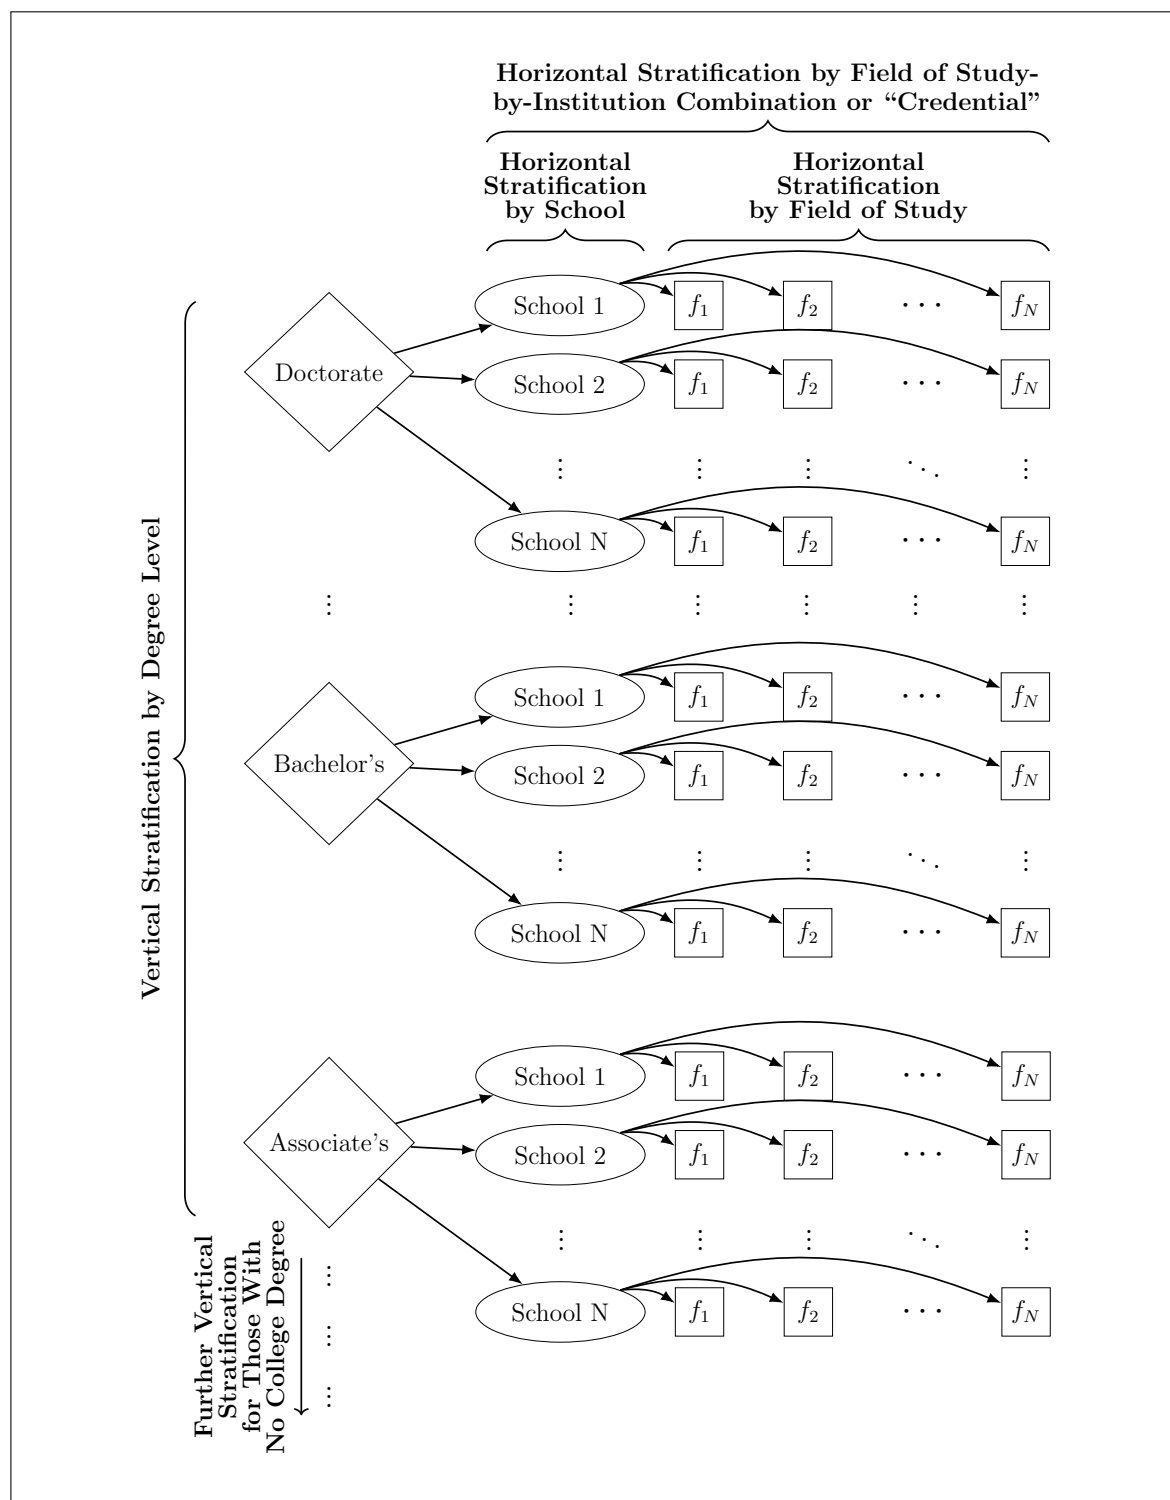 Horizontal Stratification by Field of Study-
by-Institution Combination or “Credential”
Horizontal
Stratification
by School
Horizontal
Stratification
by Field of Study
Vertical Stratification by Degree Level
Doctorate
School 1 f1 f2 · · · fN
School 2 f1 f2 · · · fN
⋮ ⋮ ⋮ ⋱ ⋮
School N f1 f2 · · · fN
⋮ ⋮ ⋮ ⋮ ⋮ ⋮
Bachelor's
School 1 f1 f2 · · · fN
School 2 f1 f2 · · · fN
⋮ ⋮ ⋮ ⋱ ⋮
School N f1 f2 · · · fN
Associate's
School 1 f1 f2 · · · fN
School 2 f1 f2 · · · fN
⋮ ⋮ ⋮ ⋱ ⋮
School N f1 f2 · · · fN
Further Vertical
Stratification
for Those With
No College Degree
⋮
⋮
⋮